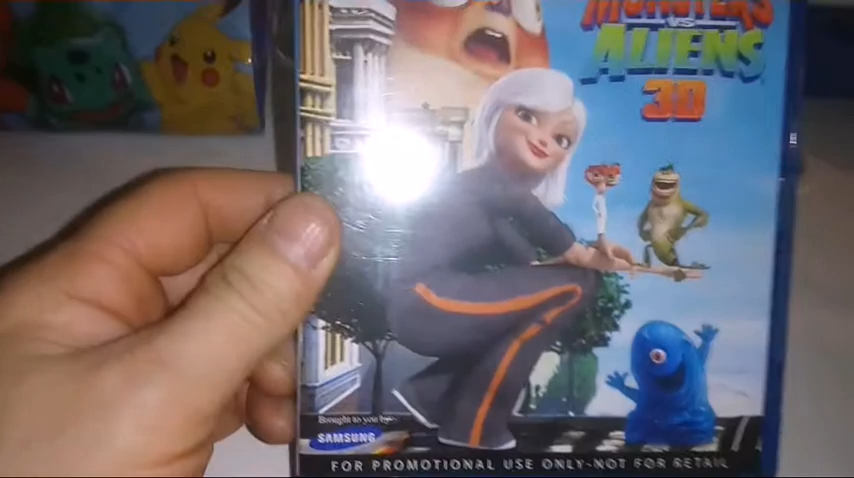 MONSTERS
VS
ALIENS
3D
Brought to you by
SAMSUNG
FOR PROMOTIONAL USE ONLY-NOT FOR RETAIL